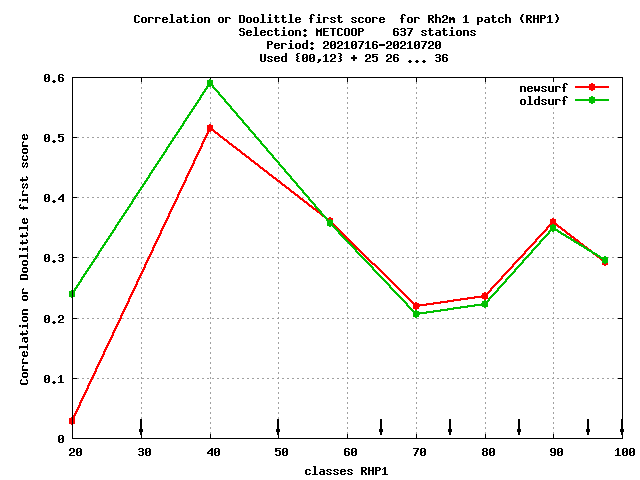 Correlation or Doolittle first score  for Rh2m 1 patch (RHP1)
Selection: METCOOP    637 stations
Period: 20210716-20210720
Used {00,12} + 25 26 ... 36
newsurf
oldsurf
Correlation or Doolittle first score
0.6
0.5
0.4
0.3
0.2
0.1
0
20 30 40 50 60 70 80 90 100
classes RHP1